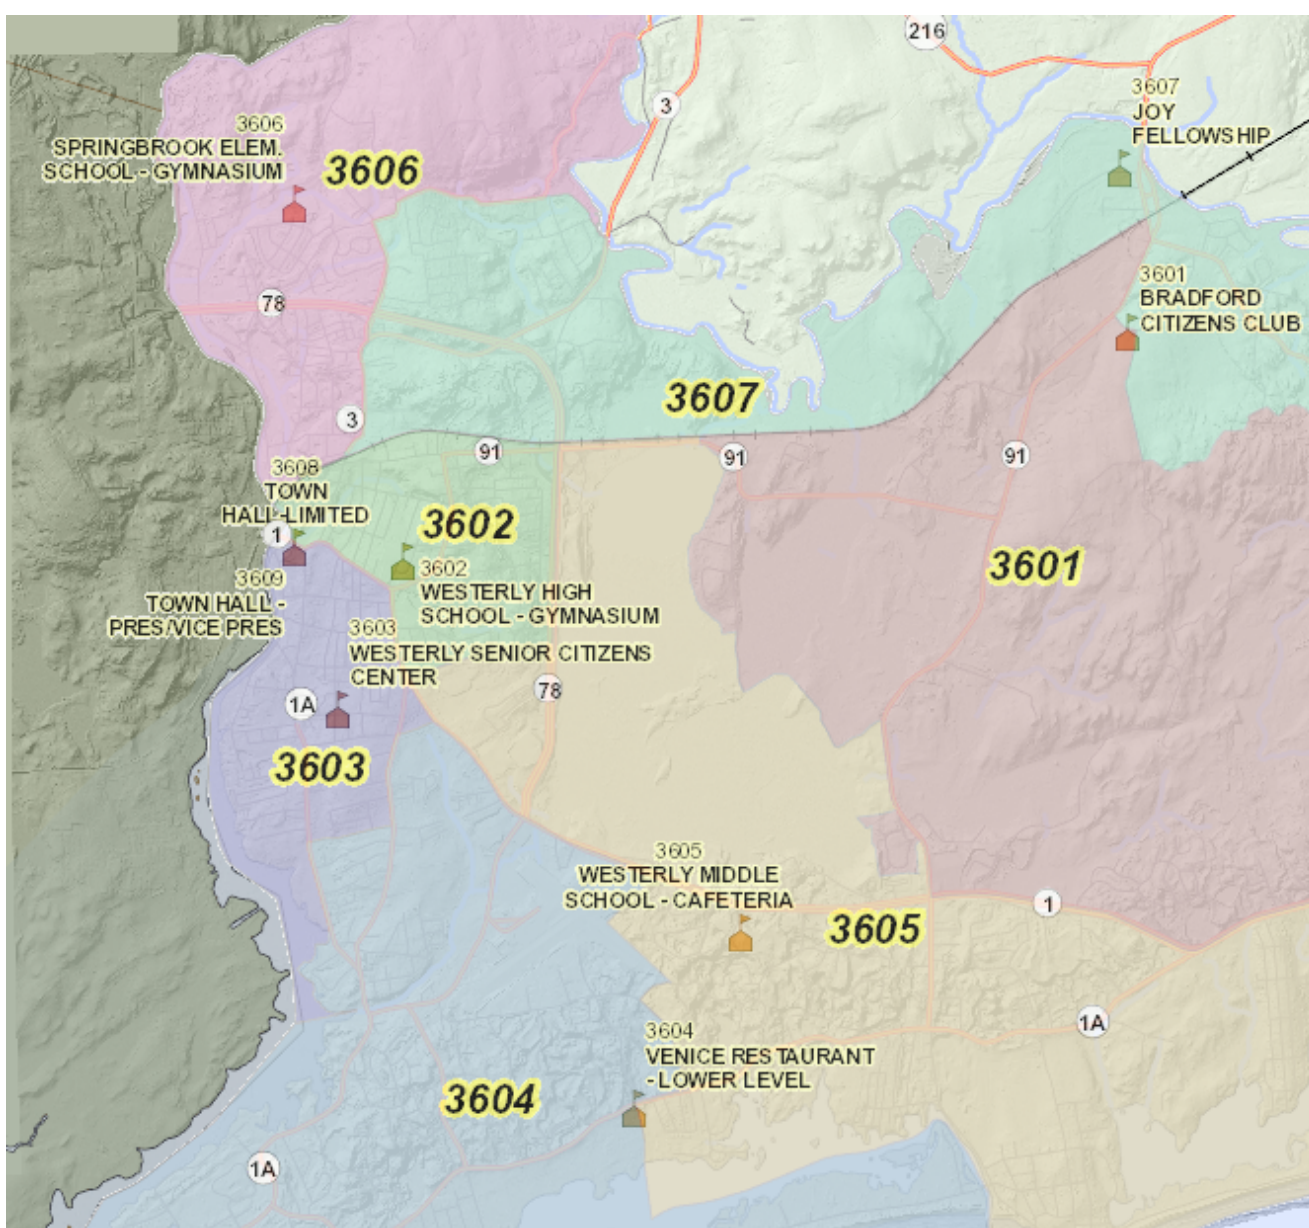 216
3607
JOY
FELLOWSHIP
3
3606
SPRINGBROOK ELEM.
SCHOOL - GYMNASIUM
3606
3601
BRADFORD
CITIZENS CLUB
78
3607
3
91
91
91
3608
TOWN
HALL-LIMITED
1
3602
3602
WESTERLY HIGH
SCHOOL - GYMNASIUM
3601
3609
TOWN HALL -
PRES/VICE PRES
3603
WESTERLY SENIOR CITIZENS
CENTER
78
1A
3603
3605
WESTERLY MIDDLE
SCHOOL - CAFETERIA
1
3605
1A
3604
VENICE RESTAURANT
- LOWER LEVEL
3604
1A